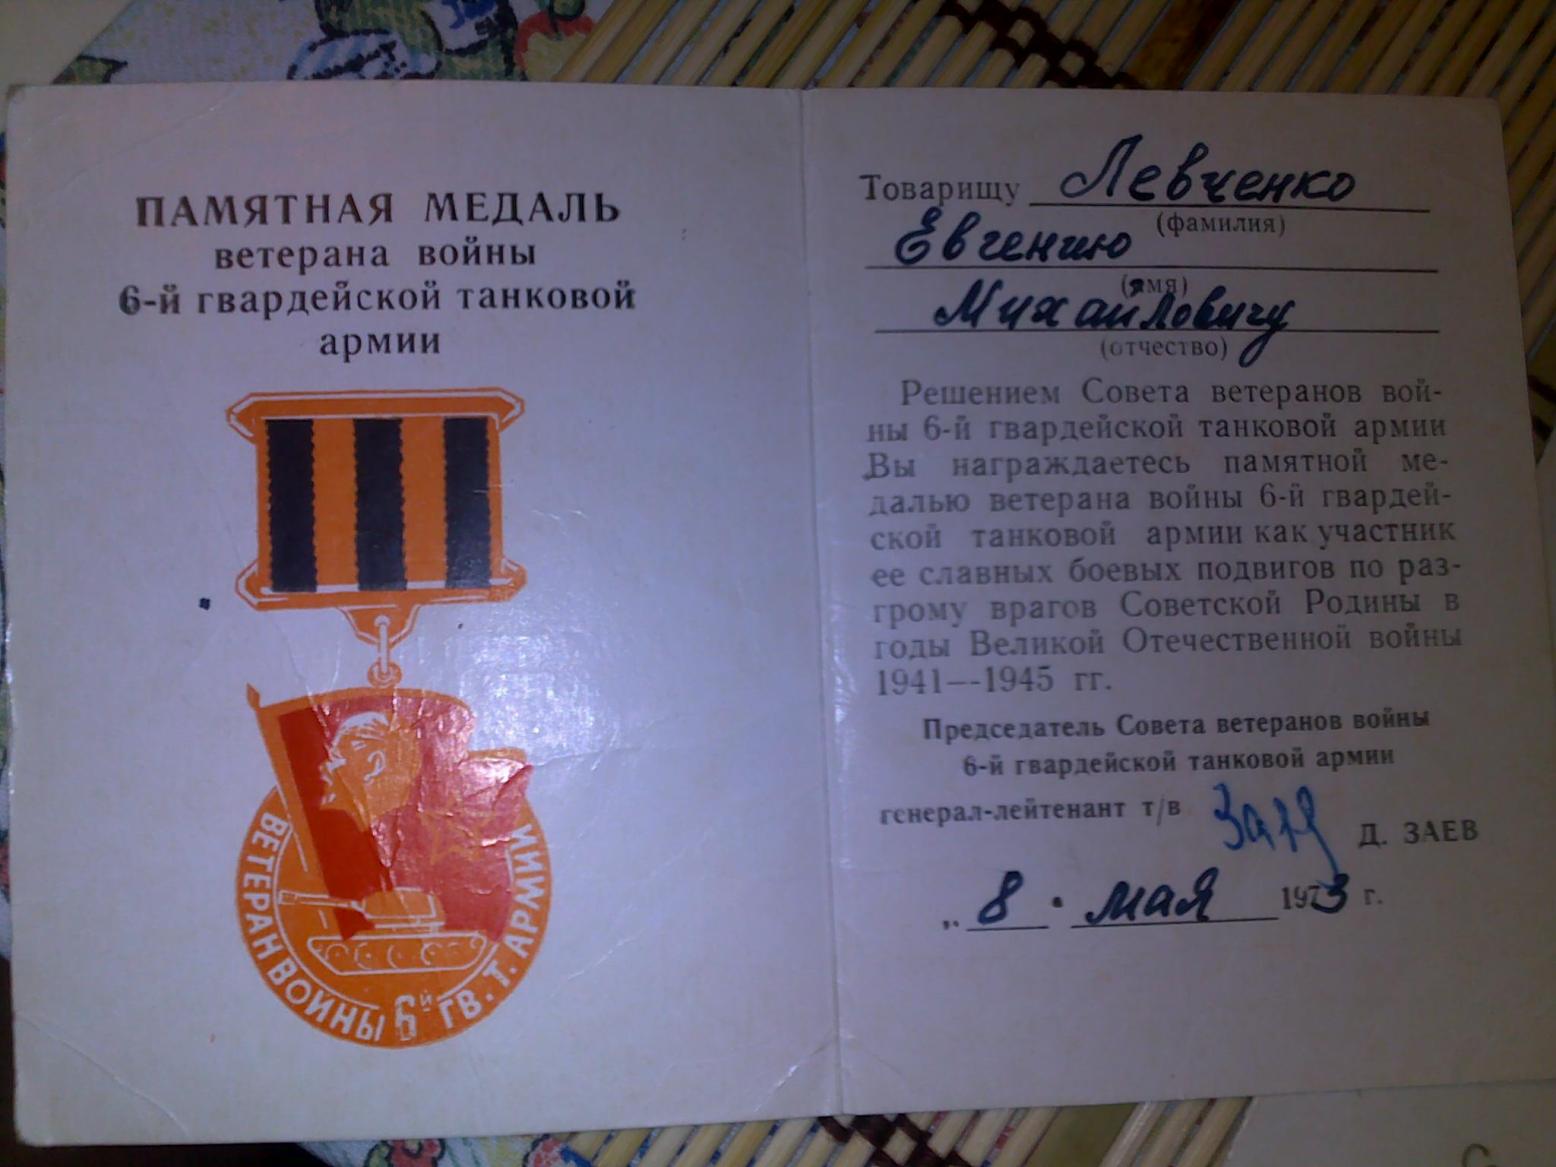 ПАМЯТНАЯ МЕДАЛЬ
ветерана войны
6-й гвардейской танковой
армии
ВЕТЕРАН ВОЙНЫ 6й ГВ. Т. АРМИИ
Товарищу Левченко
(фамилия)
Евгению
(имя)
Михайловичу
(отчество)
Решением Совета ветеранов вой-
ны 6-й гвардейской танковой армии
Вы награждаетесь памятной ме-
далью ветерана войны 6-й гвардей-
ской танковой армии как участник
ее славных боевых подвигов по раз-
грому врагов Советской Родины в
годы Великой Отечественной войны
1941—1945 гг.
Председатель Совета ветеранов войны
6-й гвардейской танковой армии
генерал-лейтенант т/в Д. ЗАЕВ
„ 8 " мая 1973 г.